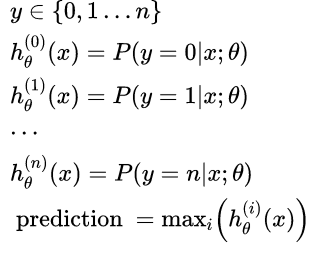 y ∈ {0, 1 … n}
h_θ^(0)(x) = P(y = 0|x; θ)
h_θ^(1)(x) = P(y = 1|x; θ)
⋯
h_θ^(n)(x) = P(y = n|x; θ)
prediction = max_i(h_θ^(i)(x))